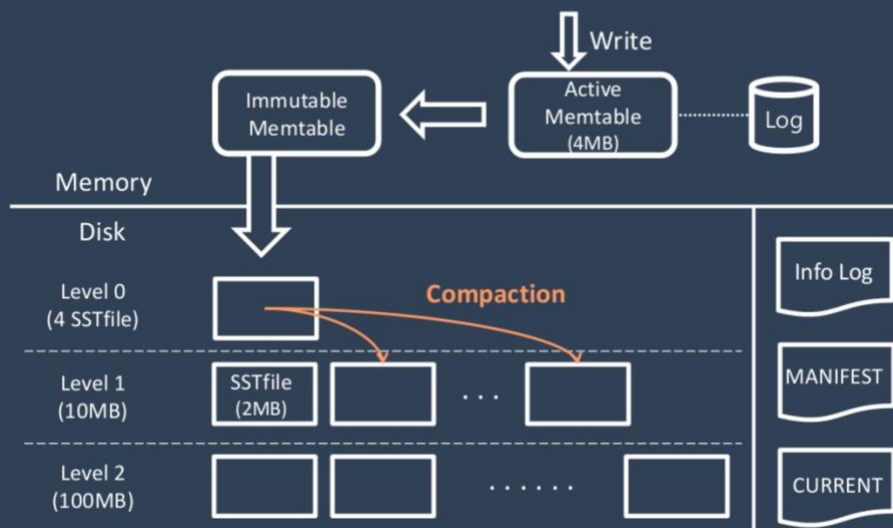 Write
Immutable
Memtable
Active
Memtable
(4MB)
Log
Memory
Disk
Level 0
(4 SSTfile)
Compaction
Info Log
Level 1
(10MB)
SSTfile
(2MB)
. . .
MANIFEST
Level 2
(100MB)
. . . . . .
CURRENT